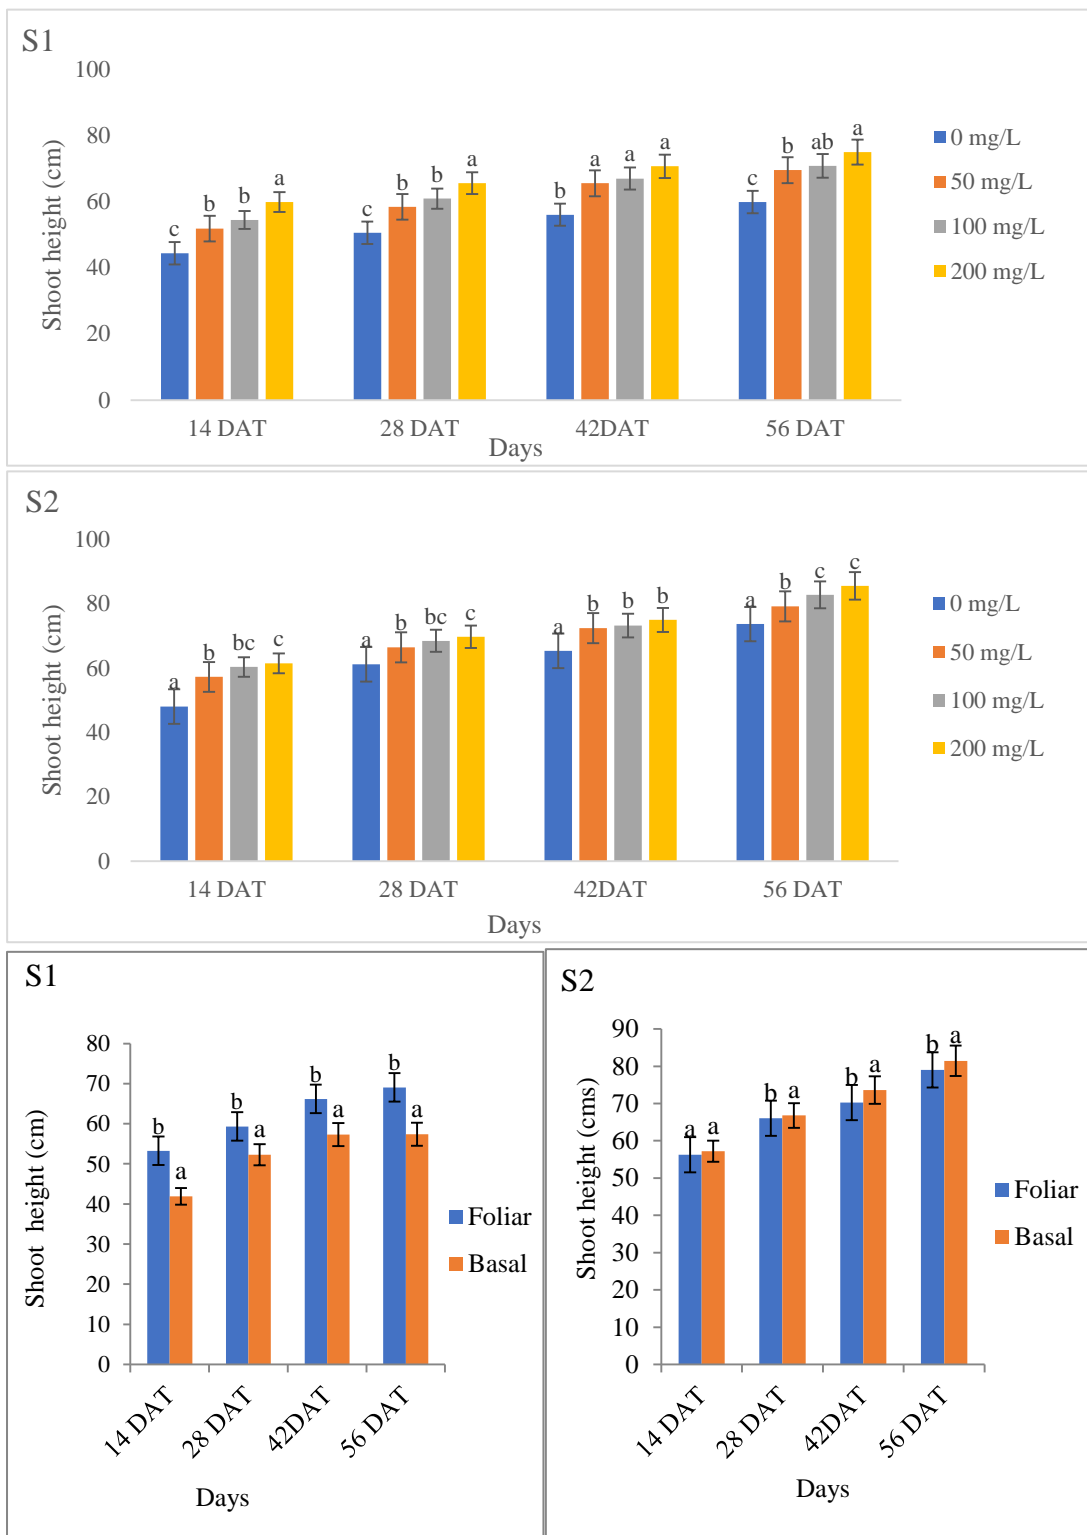 S1
100
80
60
40
20
0
Shoot height (cm)
c b b a
c b b a
b a a a
c b ab a
14 DAT 28 DAT 42DAT 56 DAT
Days
0 mg/L
50 mg/L
100 mg/L
200 mg/L
S2
100
80
60
40
20
0
Shoot height (cm)
a b bc c
a b bc c
a b b b
a b c c
14 DAT 28 DAT 42DAT 56 DAT
Days
0 mg/L
50 mg/L
100 mg/L
200 mg/L
S1
80
70
60
50
40
30
20
10
0
Shoot height (cm)
b a
b a
b a
b a
14 DAT 28 DAT 42DAT 56 DAT
Days
Foliar
Basal
S2
90
80
70
60
50
40
30
20
10
0
Shoot height (cms)
a a
b a
b a
b a
14 DAT 28 DAT 42DAT 56 DAT
Days
Foliar
Basal